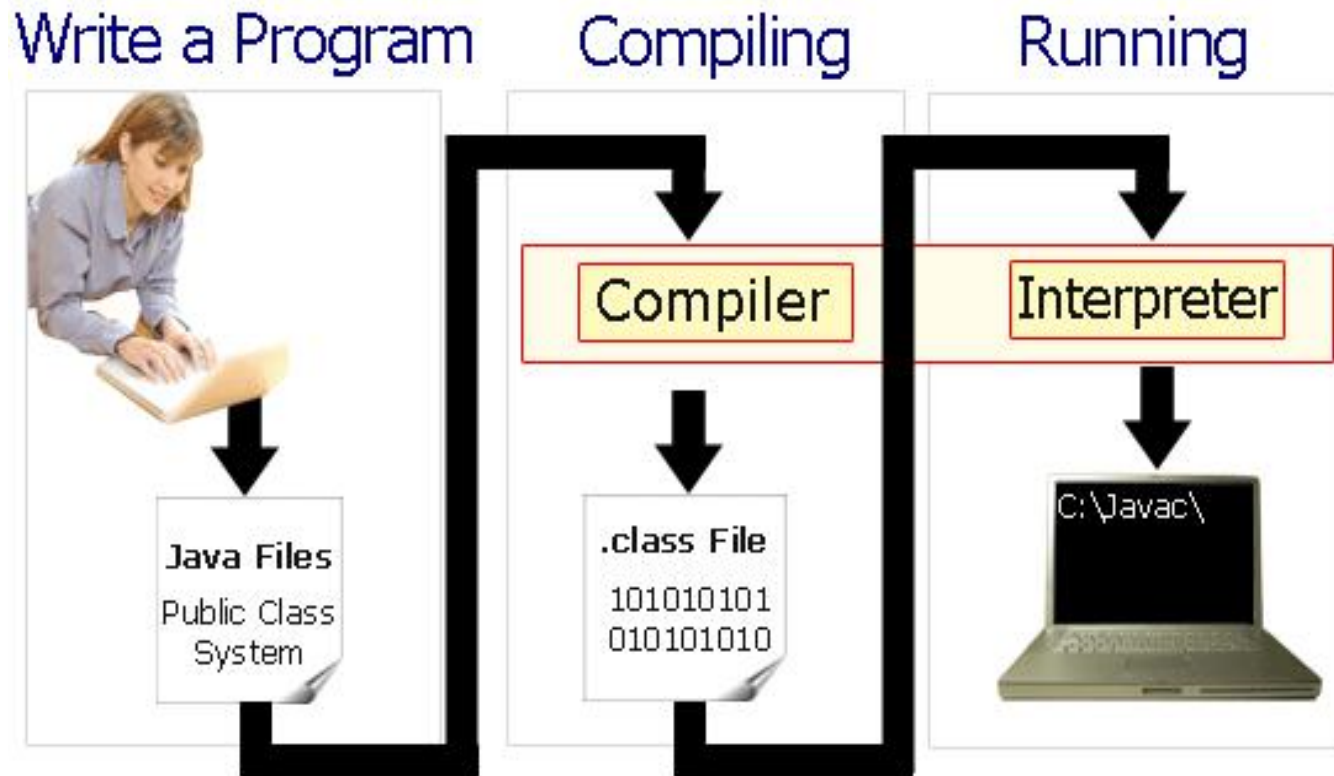 Write a Program
Compiling
Running
Compiler
Interpreter
Java Files
Public Class
System
.class File
101010101
010101010
C:\Javac\